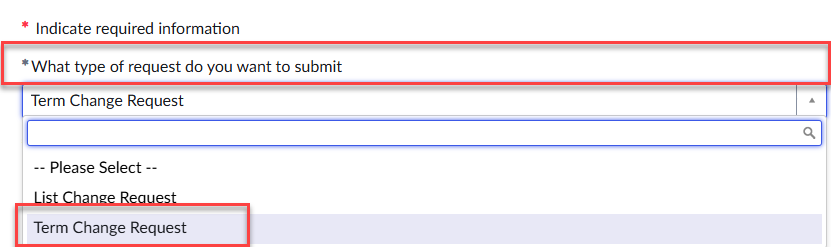 * Indicate required information
*What type of request do you want to submit
Term Change Request
-- Please Select --
List Change Request
Term Change Request